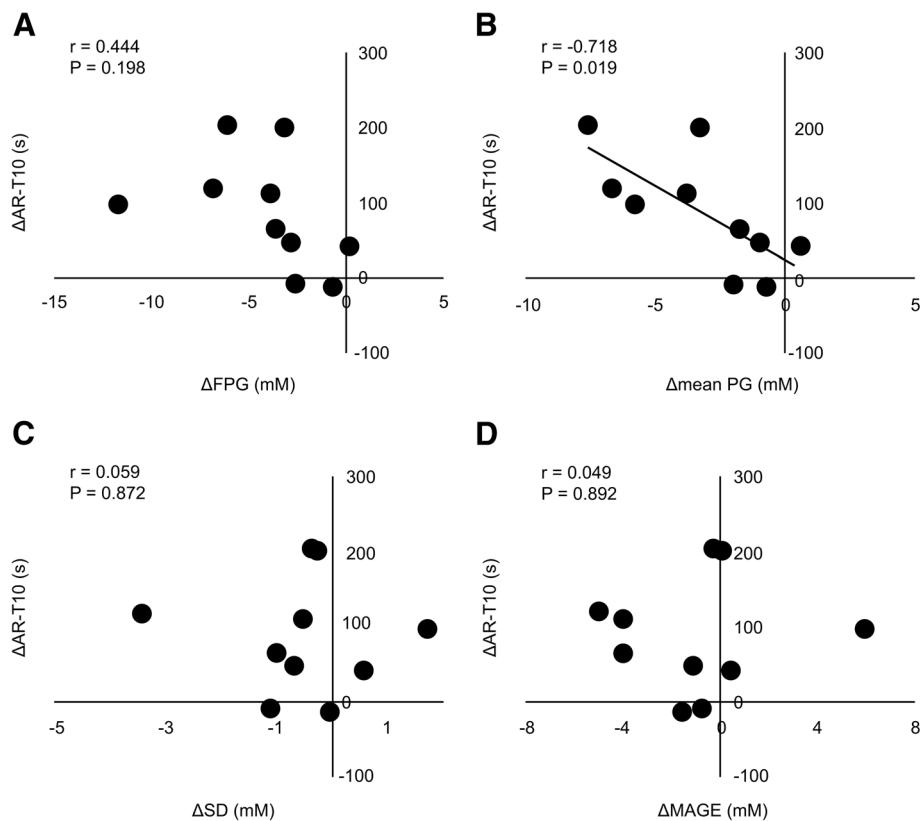 A
r = 0.444
P = 0.198
ΔAR-T10 (s)
300
200
100
0
-100
-15
-10
-5
0
5
ΔFPG (mM)
B
r = -0.718
P = 0.019
ΔAR-T10 (s)
300
200
100
0
-100
-10
-5
0
5
Δmean PG (mM)
C
r = 0.059
P = 0.872
ΔAR-T10 (s)
300
200
100
0
-100
-5
-3
-1
1
ΔSD (mM)
D
r = 0.049
P = 0.892
ΔAR-T10 (s)
300
200
100
0
-100
-8
-4
0
4
8
ΔMAGE (mM)